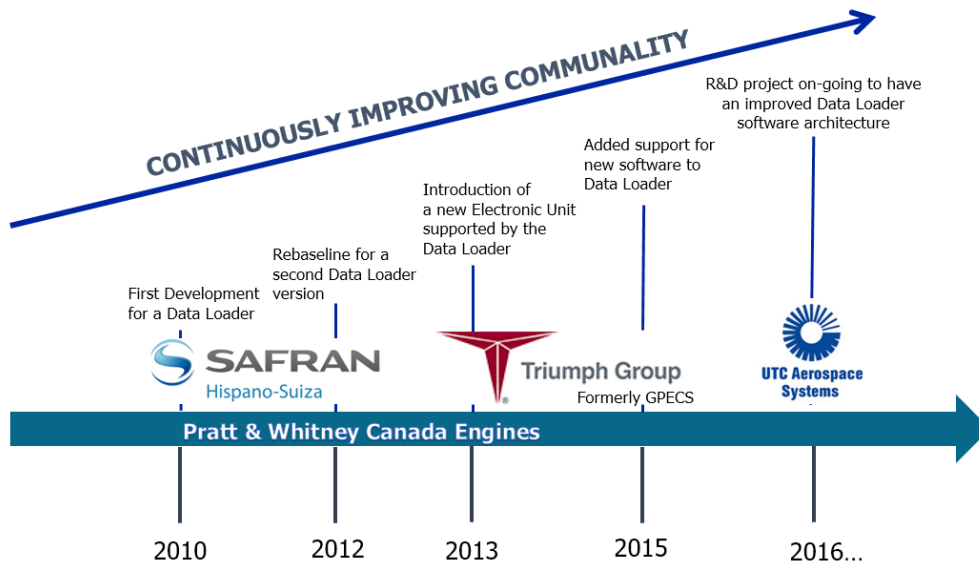 CONTINUOUSLY IMPROVING COMMUNALITY
R&D project on-going to have
an improved Data Loader
software architecture
Added support for
new software to
Data Loader
Introduction of
a new Electronic Unit
supported by the
Data Loader
Rebaseline for a
second Data Loader
version
First Development
for a Data Loader
SAFRAN
Hispano-Suiza
Triumph Group
®
Formerly GPECS
UTC Aerospace
Systems
Pratt & Whitney Canada Engines
2010
2012
2013
2015
2016...